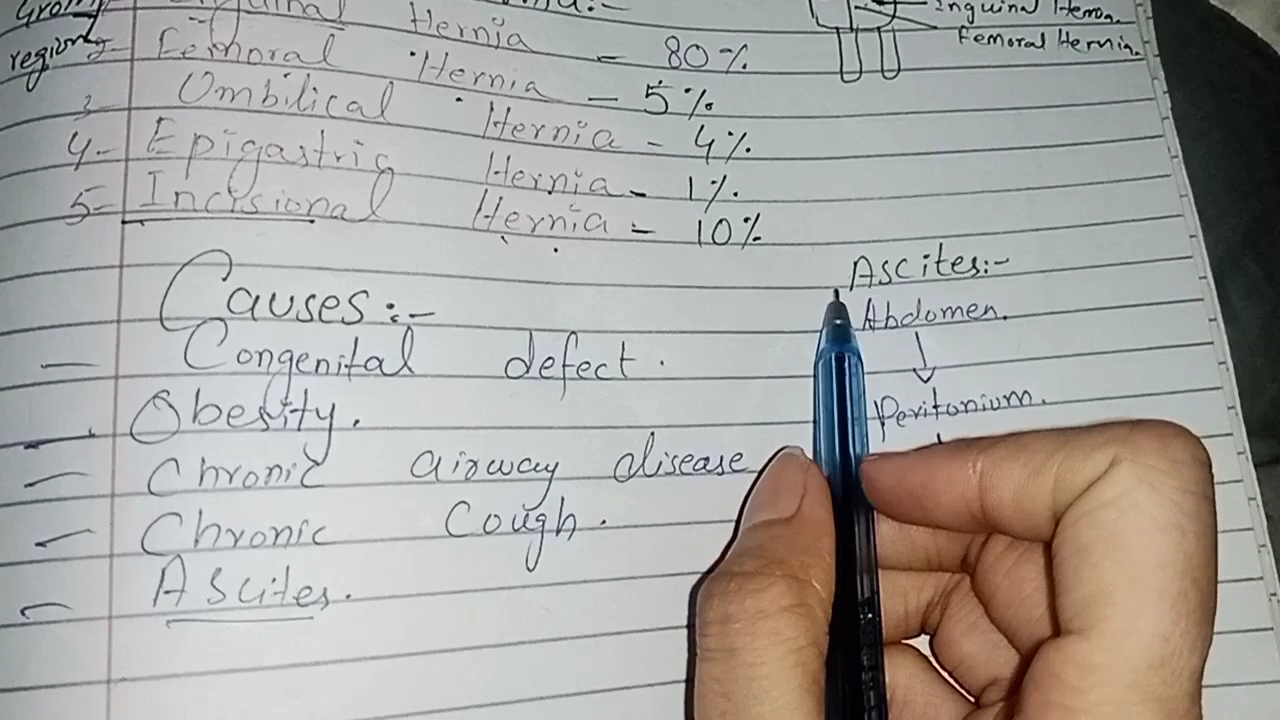 Inguinal Hernia
Femoral Hernia.
region
Hernia - 80%
Femoral Hernia - 5%
3- Umbilical Hernia - 4%
4- Epigastric Hernia - 1%
5- Incisional Hernia - 10%
Causes:-
- Congenital defect.
- Obesity.
- Chronic airway disease
- Chronic Cough.
- Ascites.
Ascites:-
Abdomen.
↓
Peritonium.